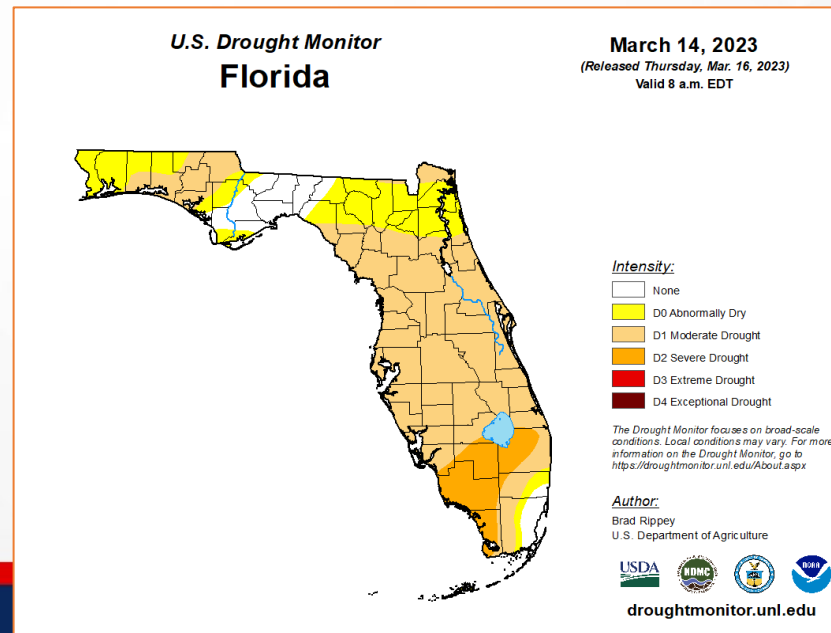 U.S. Drought Monitor
Florida
March 14, 2023
(Released Thursday, Mar. 16, 2023)
Valid 8 a.m. EDT
Intensity:
None
D0 Abnormally Dry
D1 Moderate Drought
D2 Severe Drought
D3 Extreme Drought
D4 Exceptional Drought
The Drought Monitor focuses on broad-scale
conditions. Local conditions may vary. For more
information on the Drought Monitor, go to
https://droughtmonitor.unl.edu/About.aspx
Author:
Brad Rippey
U.S. Department of Agriculture
USDA
NDMC
NOAA
droughtmonitor.unl.edu